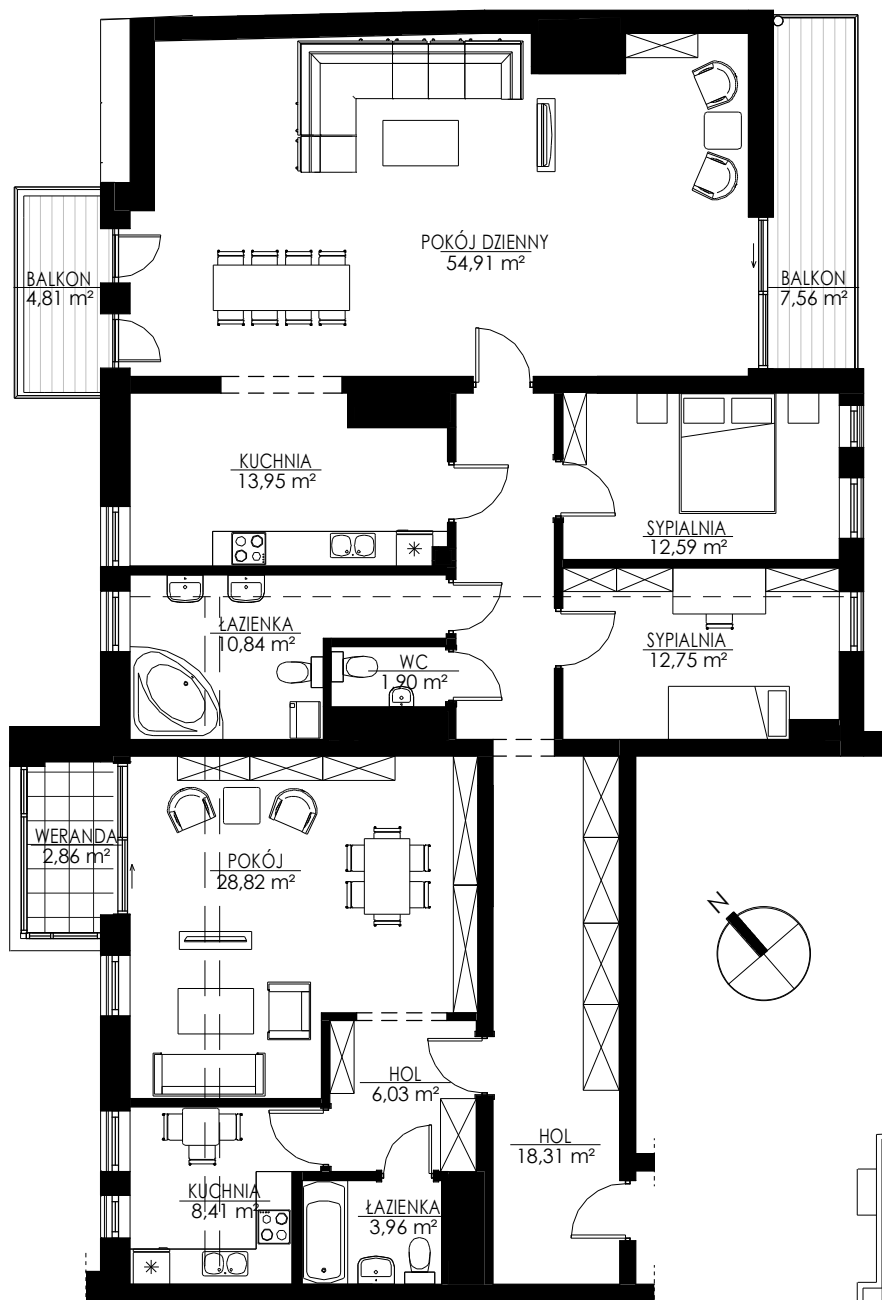 POKÓJ DZIENNY
54,91 m²
BALKON
4,81 m²
BALKON
7,56 m²
KUCHNIA
13,95 m²
SYPIALNIA
12,59 m²
ŁAZIENKA
10,84 m²
WC
1,90 m²
SYPIALNIA
12,75 m²
WERANDA
2,86 m²
POKÓJ
28,82 m²
N
HOL
6,03 m²
HOL
18,31 m²
KUCHNIA
8,41 m²
ŁAZIENKA
3,96 m²